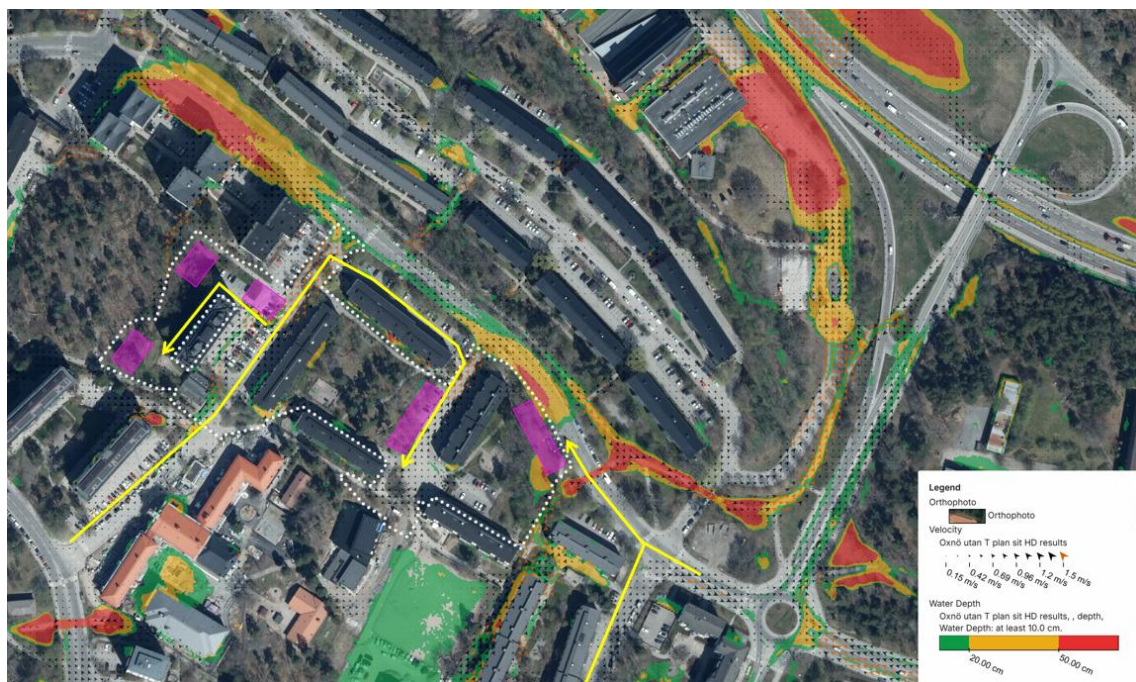 Legend
Orthophoto
Orthophoto
Velocity
Oxnö utan T plan sit HD results
0.15 m/s
0.42 m/s
0.69 m/s
0.96 m/s
1.2 m/s
1.5 m/s
Water Depth
Oxnö utan T plan sit HD results, , depth,
Water Depth: at least 10.0 cm.
20.00 cm
50.00 cm